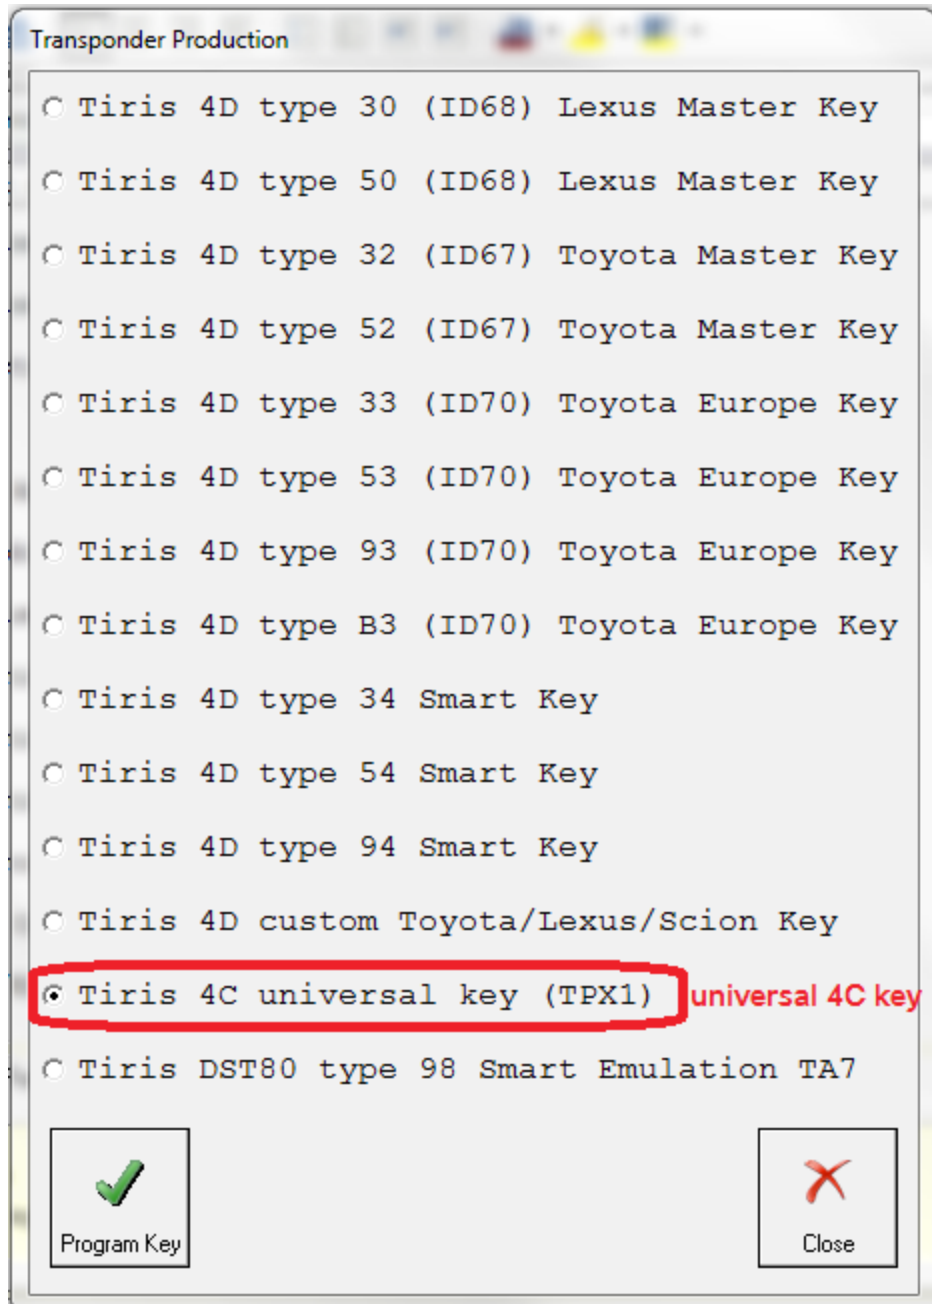 Transponder Production
Tiris 4D type 30 (ID68) Lexus Master Key
Tiris 4D type 50 (ID68) Lexus Master Key
Tiris 4D type 32 (ID67) Toyota Master Key
Tiris 4D type 52 (ID67) Toyota Master Key
Tiris 4D type 33 (ID70) Toyota Europe Key
Tiris 4D type 53 (ID70) Toyota Europe Key
Tiris 4D type 93 (ID70) Toyota Europe Key
Tiris 4D type B3 (ID70) Toyota Europe Key
Tiris 4D type 34 Smart Key
Tiris 4D type 54 Smart Key
Tiris 4D type 94 Smart Key
Tiris 4D custom Toyota/Lexus/Scion Key
Tiris 4C universal key (TPX1) universal 4C key
Tiris DST80 type 98 Smart Emulation TA7
Program Key Close